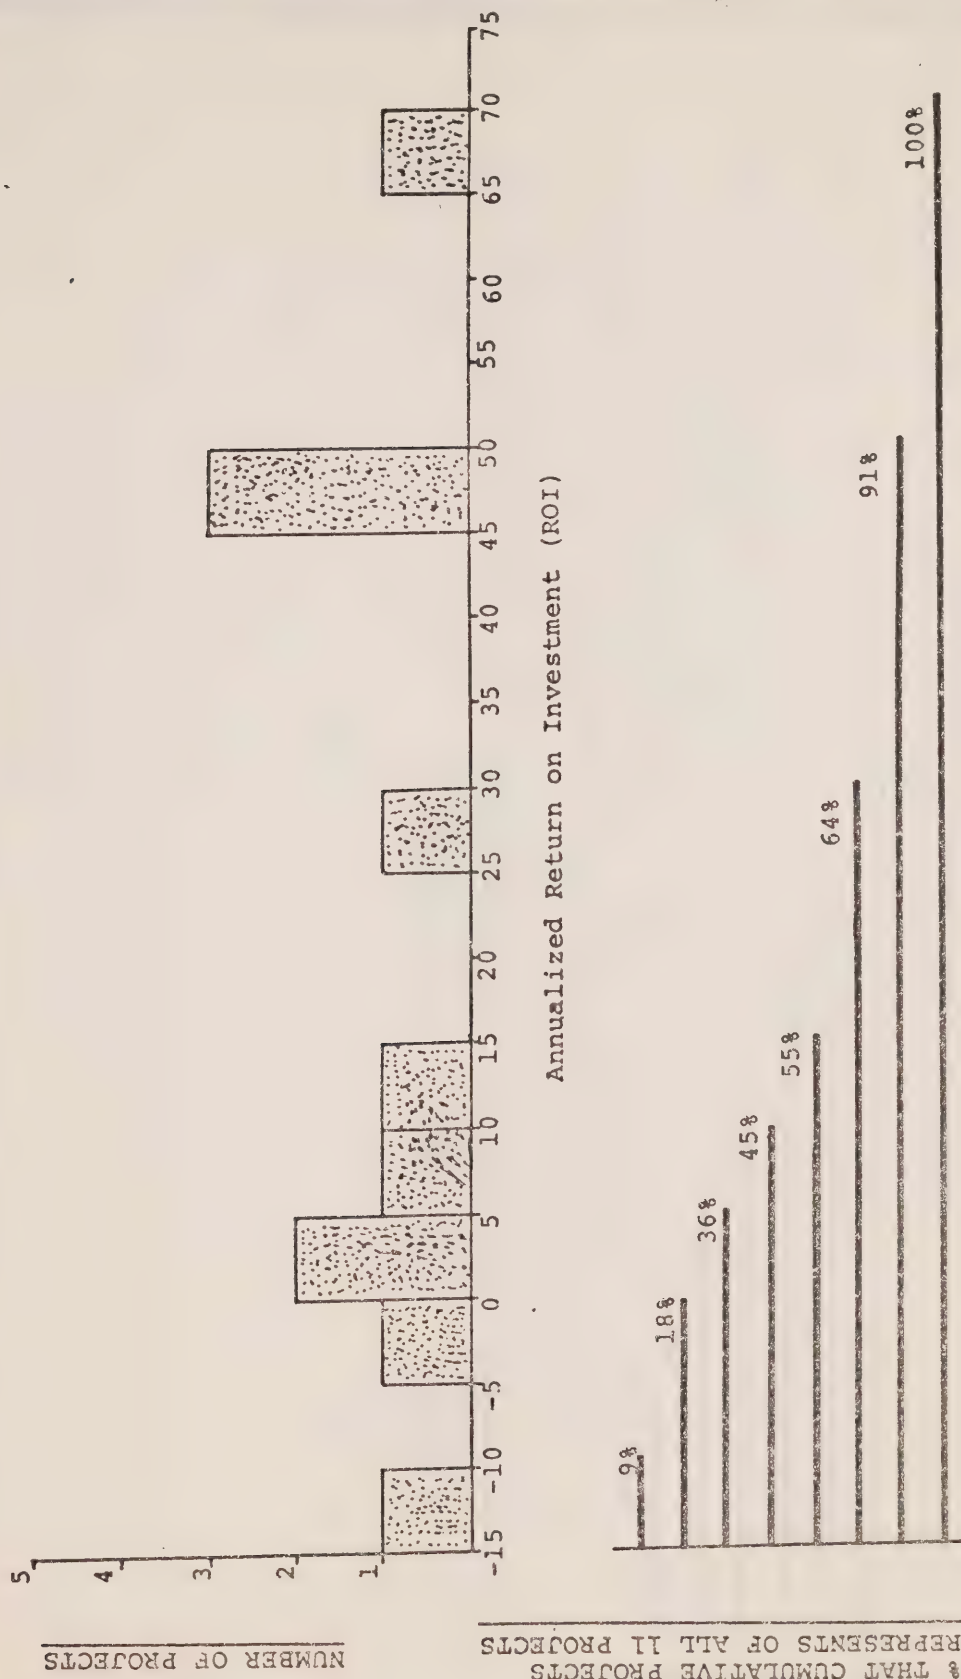 NUMBER OF PROJECTS
5
4
3
2
1
-15 -10 -5 0 5 10 15 20 25 30 35 40 45 50 55 60 65 70 75
Annualized Return on Investment (ROI)
% THAT CUMULATIVE PROJECTS
REPRESENTS OF ALL 11 PROJECTS
9%
18%
36%
45%
55%
64%
91%
100%